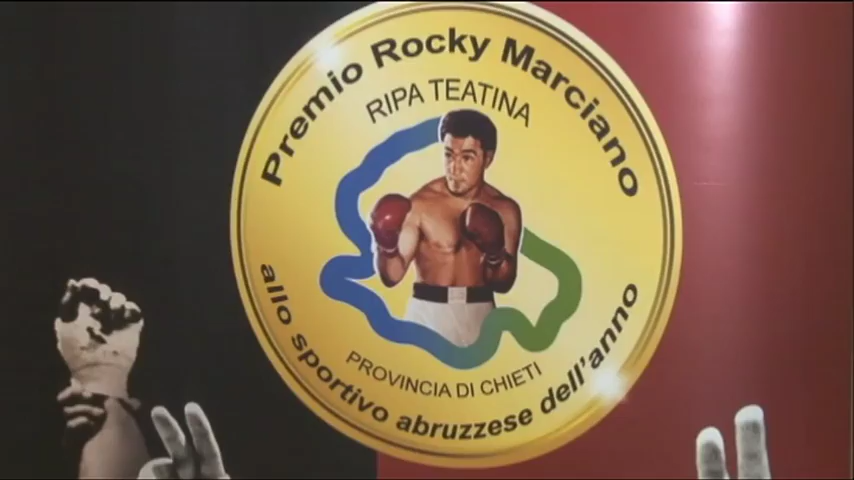 Premio Rocky Marciano
RIPA TEATINA
PROVINCIA DI CHIETI
allo sportivo abruzzese dell'anno